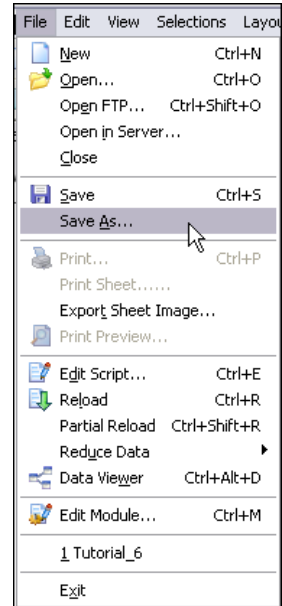 File Edit View Selections Layou
New Ctrl+N
Open... Ctrl+O
Open FTP... Ctrl+Shift+O
Open in Server...
Close
Save Ctrl+S
Save As...
Print... Ctrl+P
Print Sheet......
Export Sheet Image...
Print Preview...
Edit Script... Ctrl+E
Reload Ctrl+R
Partial Reload Ctrl+Shift+R
Reduce Data
Data Viewer Ctrl+Alt+D
Edit Module... Ctrl+M
1 Tutorial_6
Exit